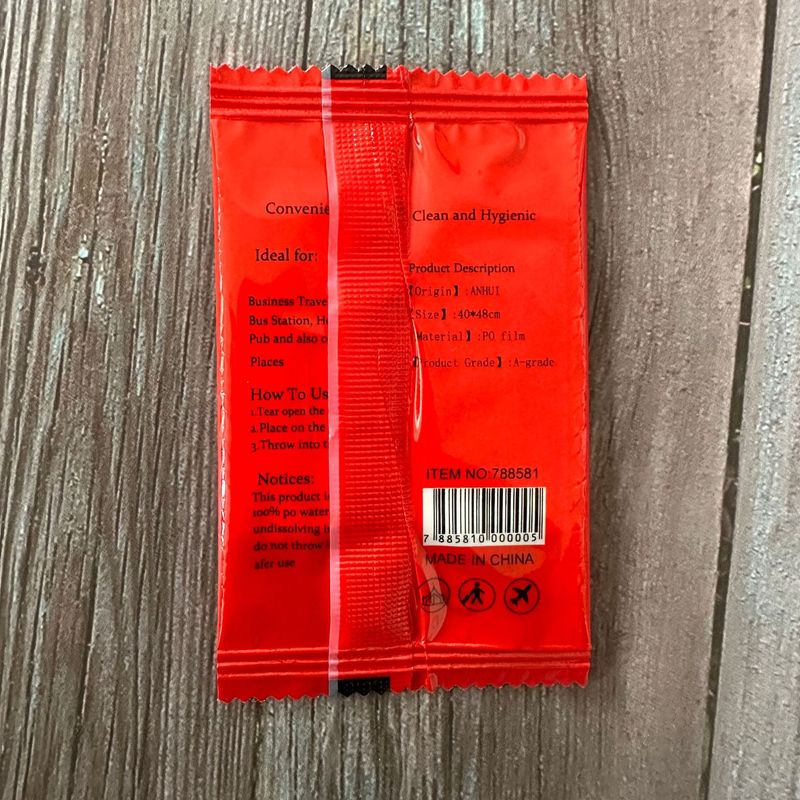 Convenie
Clean and Hygienic
Ideal for:
Business Trave
Bus Station, Ho
Pub and also o
Places
How To Us
1.Tear open the
2.Place on the
3.Throw into t
Notices:
This product i
100% po water
undissolving i
do not throw i
afer use
Product Description
【Origin】:ANHUI
【Size】:40*48cm
【Material】:PO film
【Product Grade】:A-grade
ITEM NO:788581
7 885810 000005
MADE IN CHINA